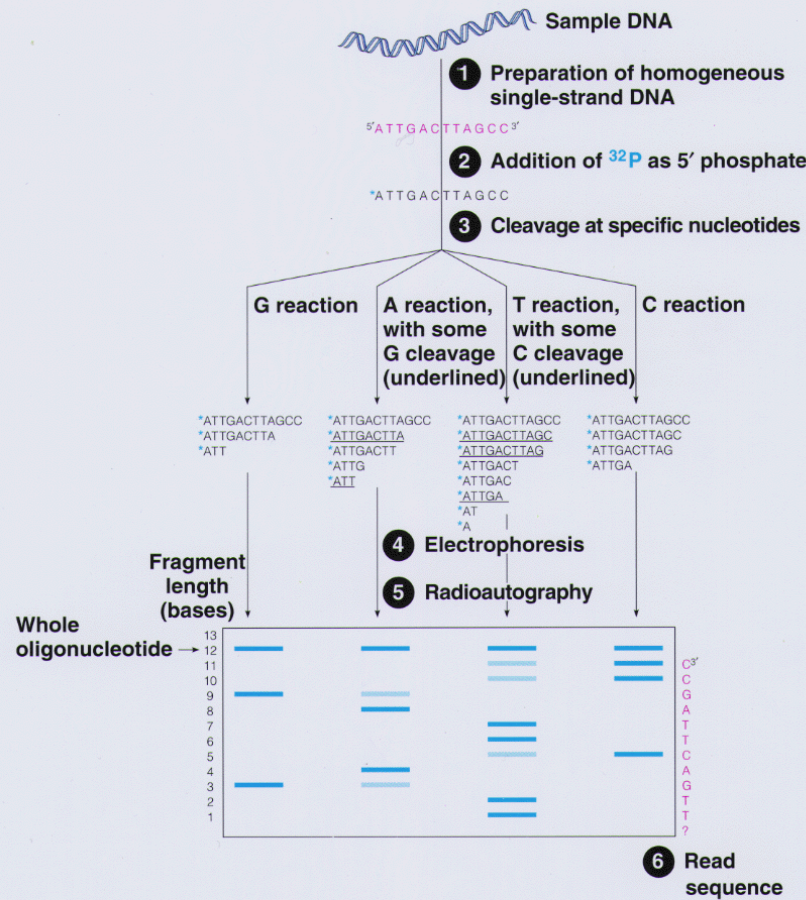 Sample DNA
1 Preparation of homogeneous
single-strand DNA
5′ATTGACTTAGCC3′
2 Addition of 32P as 5′ phosphate
*ATTGACTTAGCC
3 Cleavage at specific nucleotides
G reaction
A reaction,
with some
G cleavage
(underlined)
T reaction,
with some
C cleavage
(underlined)
C reaction
*ATTGACTTAGCC
*ATTGACTTA
*ATT
*ATTGACTTAGCC
*ATTGACTTA
*ATTGACTT
*ATTG
*ATT
*ATTGACTTAGCC
*ATTGACTTAGC
*ATTGACTTAG
*ATTGACT
*ATTGAC
*ATTGA
*AT
*A
*ATTGACTTAGCC
*ATTGACTTAGC
*ATTGACTTAG
*ATTGA
4 Electrophoresis
5 Radioautography
Fragment
length
(bases)
Whole
oligonucleotide
13
12
11
10
9
8
7
6
5
4
3
2
1
C3′
C
G
A
T
T
C
A
G
T
T
?
6 Read
sequence